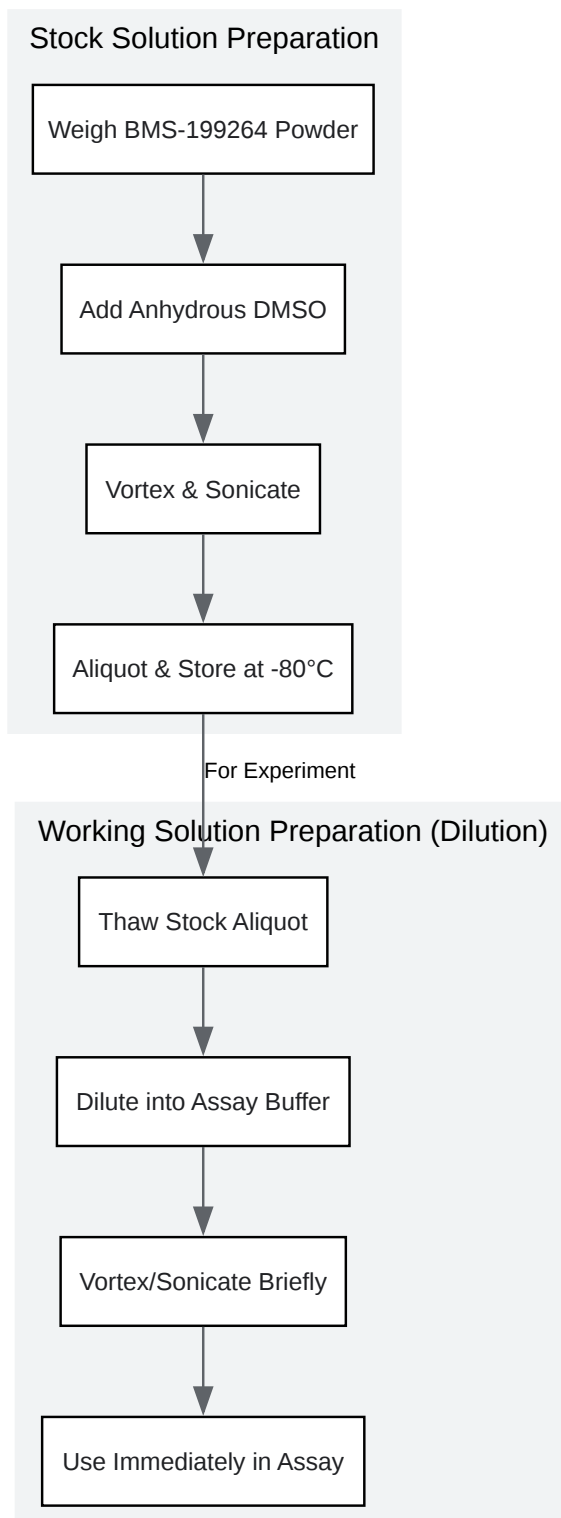 Stock Solution Preparation
Weigh BMS-199264 Powder
Add Anhydrous DMSO
Vortex & Sonicate
Aliquot & Store at -80°C
For Experiment
Working Solution Preparation (Dilution)
Thaw Stock Aliquot
Dilute into Assay Buffer
Vortex/Sonicate Briefly
Use Immediately in Assay